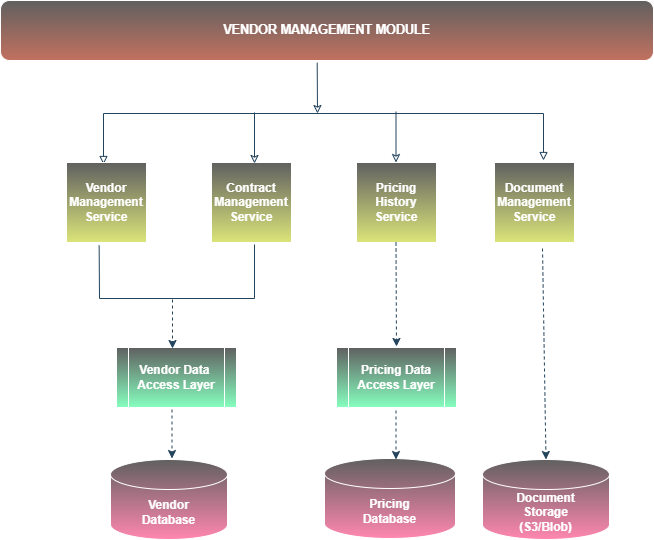 VENDOR MANAGEMENT MODULE
Vendor
Management
Service
Contract
Management
Service
Pricing
History
Service
Document
Management
Service
Vendor Data
Access Layer
Pricing Data
Access Layer
Vendor
Database
Pricing
Database
Document
Storage
(S3/Blob)